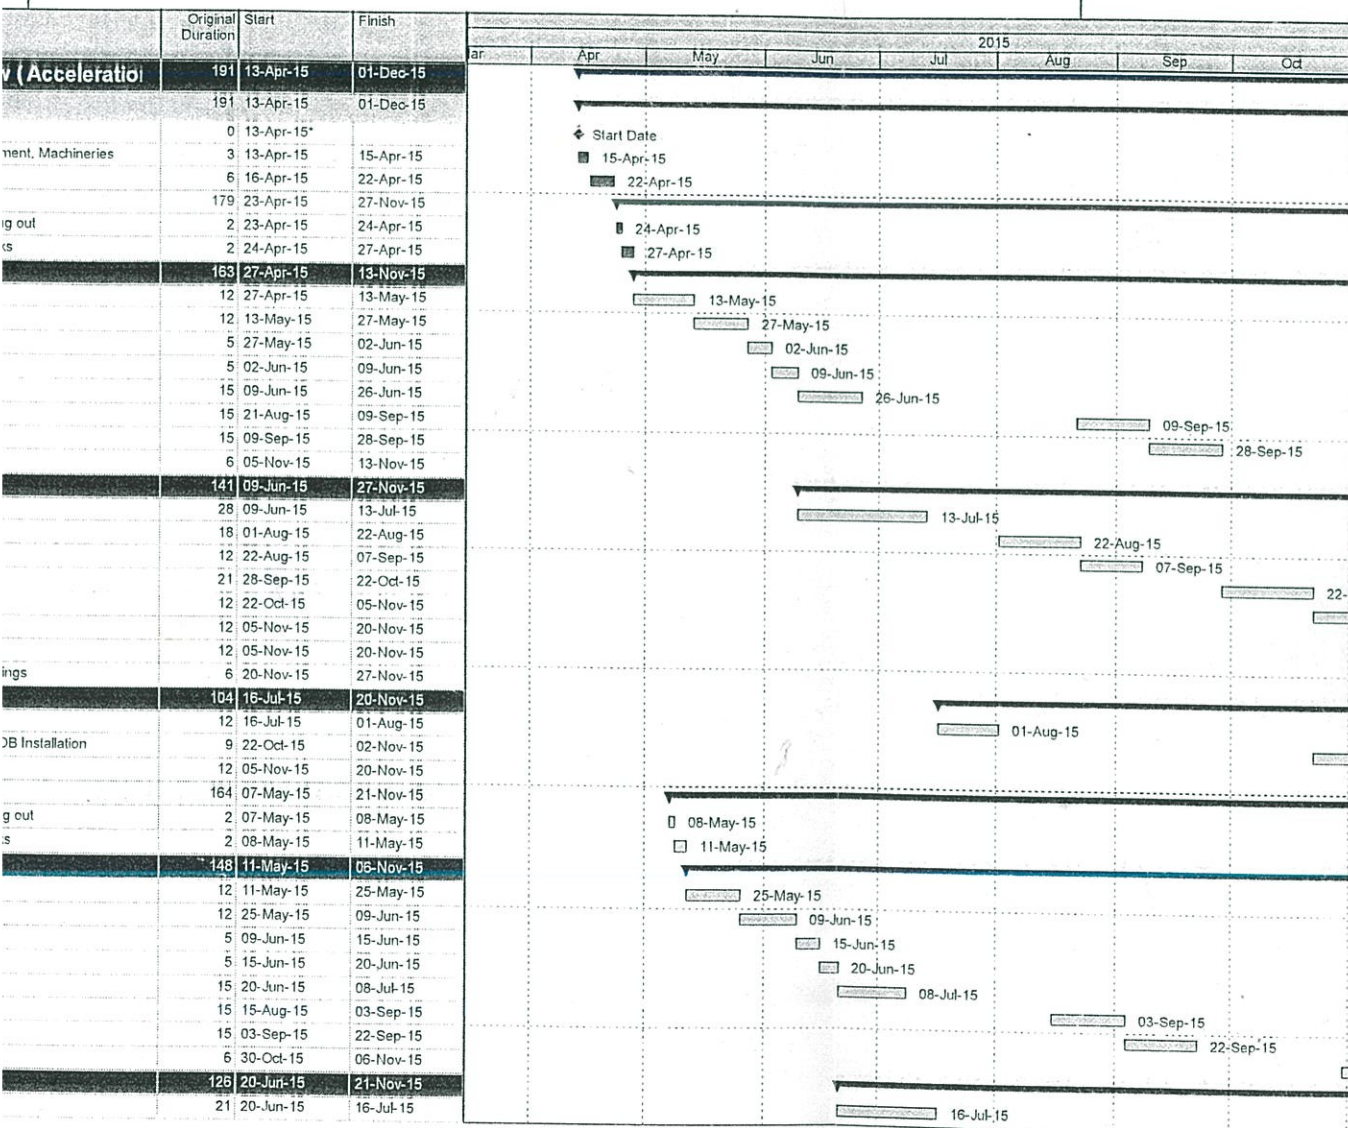 Original Duration Start Finish
2015
ar Apr May Jun Jul Aug Sep Oct
v (Acceleratio 191 13-Apr-15 01-Dec-15
191 13-Apr-15 01-Dec-15
0 13-Apr-15* Start Date
ment, Machineries 3 13-Apr-15 15-Apr-15 15-Apr-15
6 16-Apr-15 22-Apr-15 22-Apr-15
179 23-Apr-15 27-Nov-15
g out 2 23-Apr-15 24-Apr-15 24-Apr-15
ks 2 24-Apr-15 27-Apr-15 27-Apr-15
163 27-Apr-15 13-Nov-15
12 27-Apr-15 13-May-15 13-May-15
12 13-May-15 27-May-15 27-May-15
5 27-May-15 02-Jun-15 02-Jun-15
5 02-Jun-15 09-Jun-15 09-Jun-15
15 09-Jun-15 26-Jun-15 26-Jun-15
15 21-Aug-15 09-Sep-15 09-Sep-15
15 09-Sep-15 28-Sep-15 28-Sep-15
6 05-Nov-15 13-Nov-15
141 09-Jun-15 27-Nov-15
28 09-Jun-15 13-Jul-15 13-Jul-15
18 01-Aug-15 22-Aug-15 22-Aug-15
12 22-Aug-15 07-Sep-15 07-Sep-15
21 28-Sep-15 22-Oct-15 22-
12 22-Oct-15 05-Nov-15
12 05-Nov-15 20-Nov-15
12 05-Nov-15 20-Nov-15
ings 6 20-Nov-15 27-Nov-15
104 16-Jul-15 20-Nov-15
12 16-Jul-15 01-Aug-15 01-Aug-15
DB Installation 9 22-Oct-15 02-Nov-15
12 05-Nov-15 20-Nov-15
164 07-May-15 21-Nov-15
g out 2 07-May-15 08-May-15 08-May-15
s 2 08-May-15 11-May-15 11-May-15
148 11-May-15 06-Nov-15
12 11-May-15 25-May-15 25-May-15
12 25-May-15 09-Jun-15 09-Jun-15
5 09-Jun-15 15-Jun-15 15-Jun-15
5 15-Jun-15 20-Jun-15 20-Jun-15
15 20-Jun-15 08-Jul-15 08-Jul-15
15 15-Aug-15 03-Sep-15 03-Sep-15
15 03-Sep-15 22-Sep-15 22-Sep-15
6 30-Oct-15 06-Nov-15
126 20-Jun-15 21-Nov-15
21 20-Jun-15 16-Jul-15 16-Jul-15